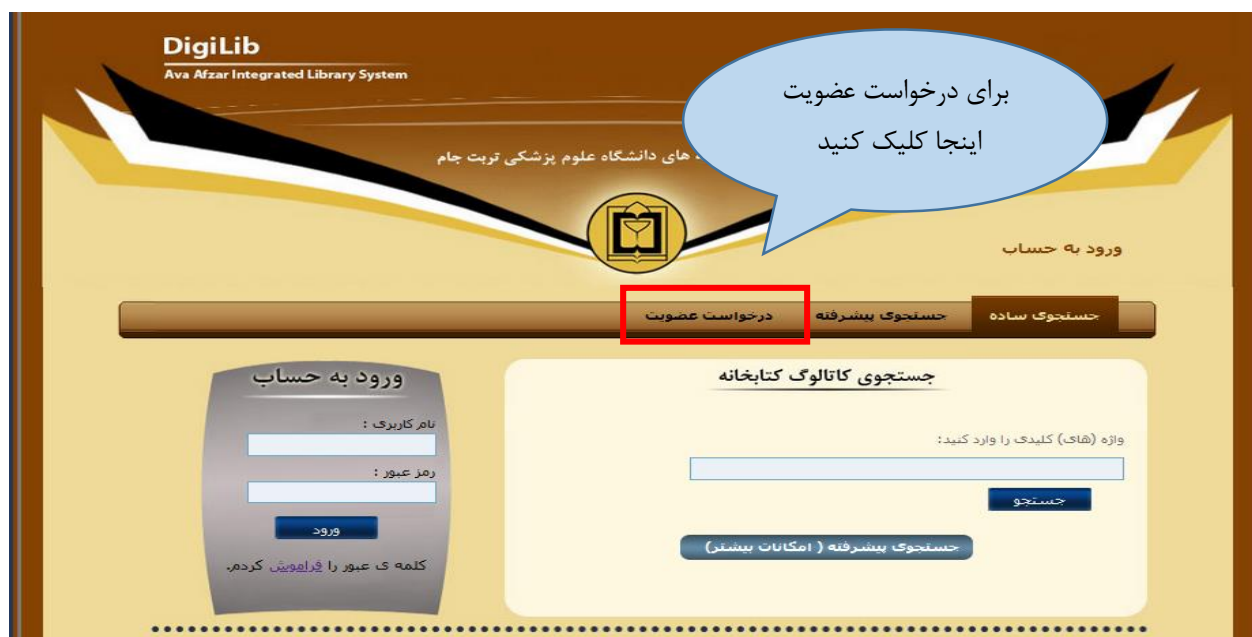 DigiLib
Ava Afzar Integrated Library System
برای درخواست عضویت
اینجا کلیک کنید
های دانشگاه علوم پزشکی تربت جام
ورود به حساب
جستجوی ساده
جستجوی پیشرفته
درخواست عضویت
جستجوی کاتالوگ کتابخانه
واژه (های) کلیدی را وارد کنید:
جستجو
جستجوی پیشرفته ( امکانات بیشتر)
ورود به حساب
نام کاربری :
رمز عبور :
ورود
کلمه ی عبور را فراموش کردم.